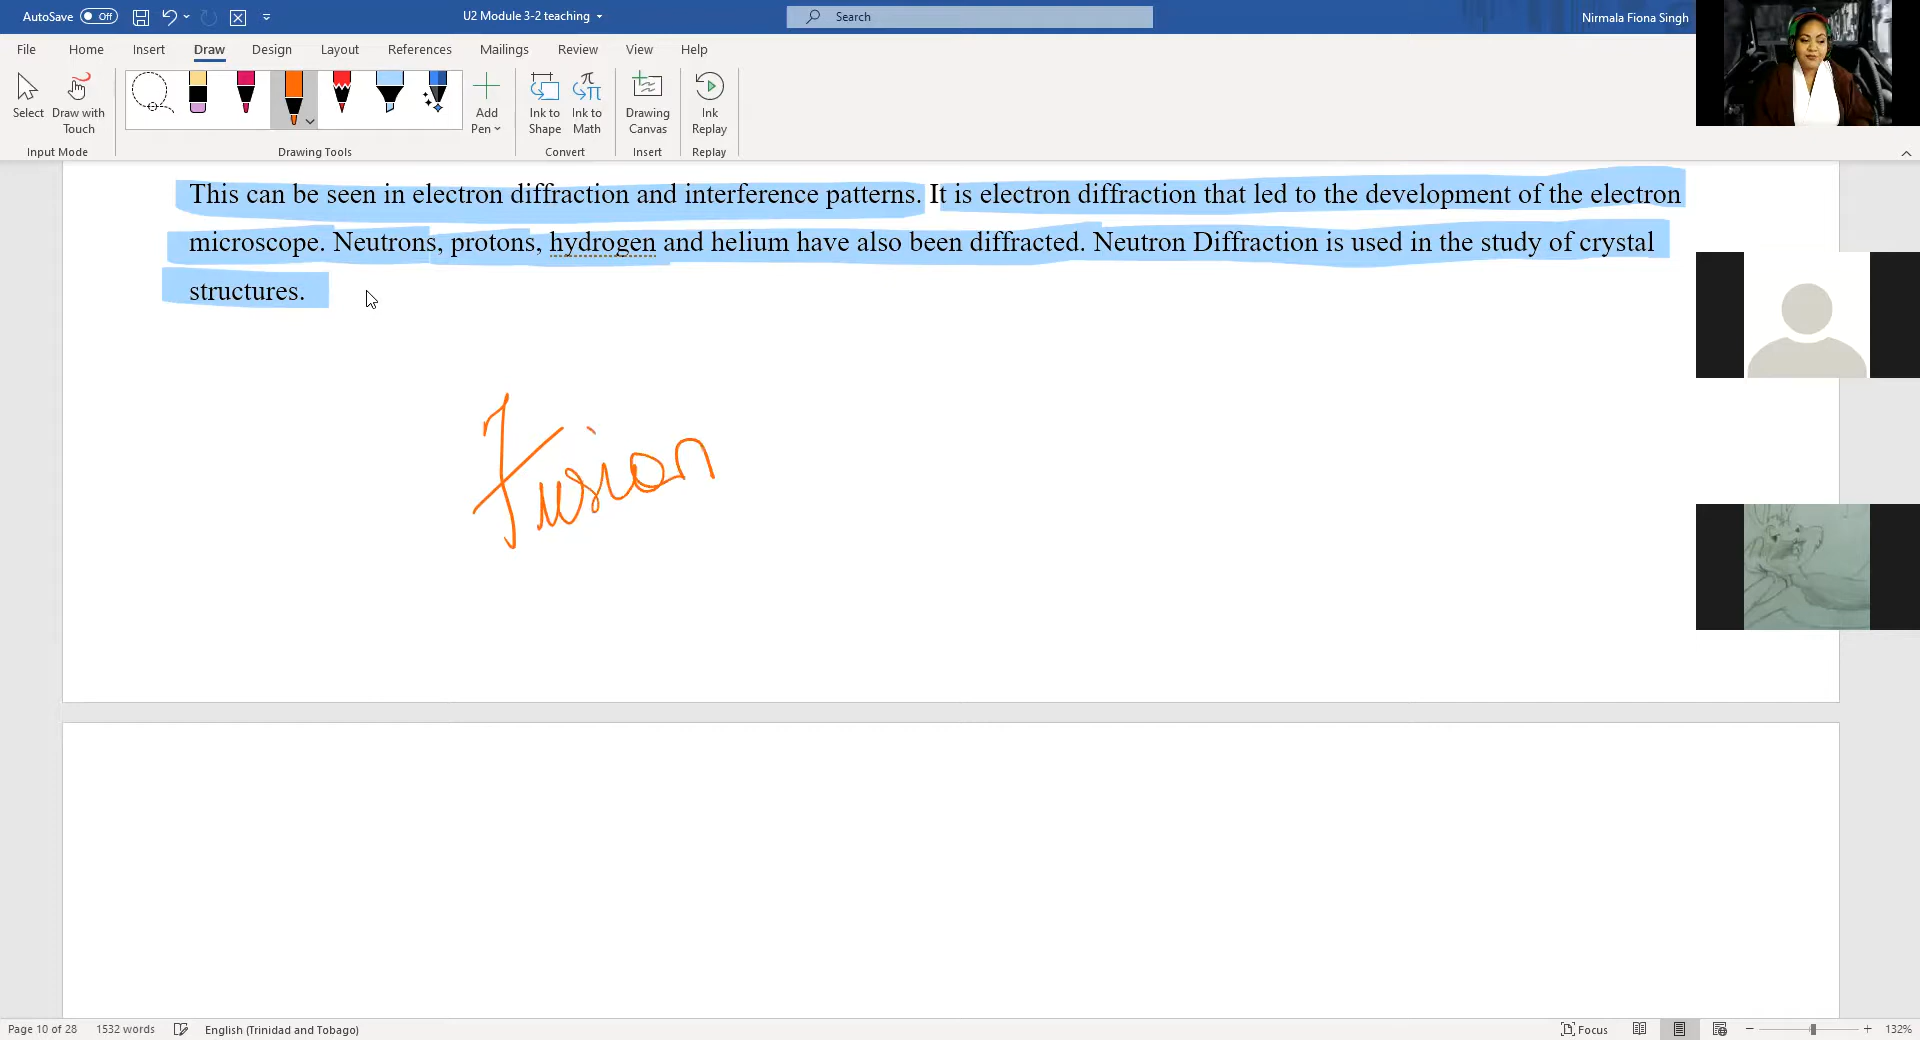 AutoSave Off U2 Module 3-2 teaching Search Nirmala Fiona Singh
File Home Insert Draw Design Layout References Mailings Review View Help
Select Draw with Touch Add Pen Ink to Shape Ink to Math Drawing Canvas Ink Replay
Input Mode Drawing Tools Convert Insert Replay
This can be seen in electron diffraction and interference patterns. It is electron diffraction that led to the development of the electron
microscope. Neutrons, protons, hydrogen and helium have also been diffracted. Neutron Diffraction is used in the study of crystal
structures.
Fusion
Page 10 of 28 1532 words English (Trinidad and Tobago) Focus 132%